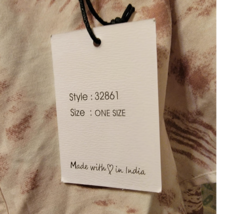 Style : 32861
Size : ONE SIZE
Made with ♡ in India